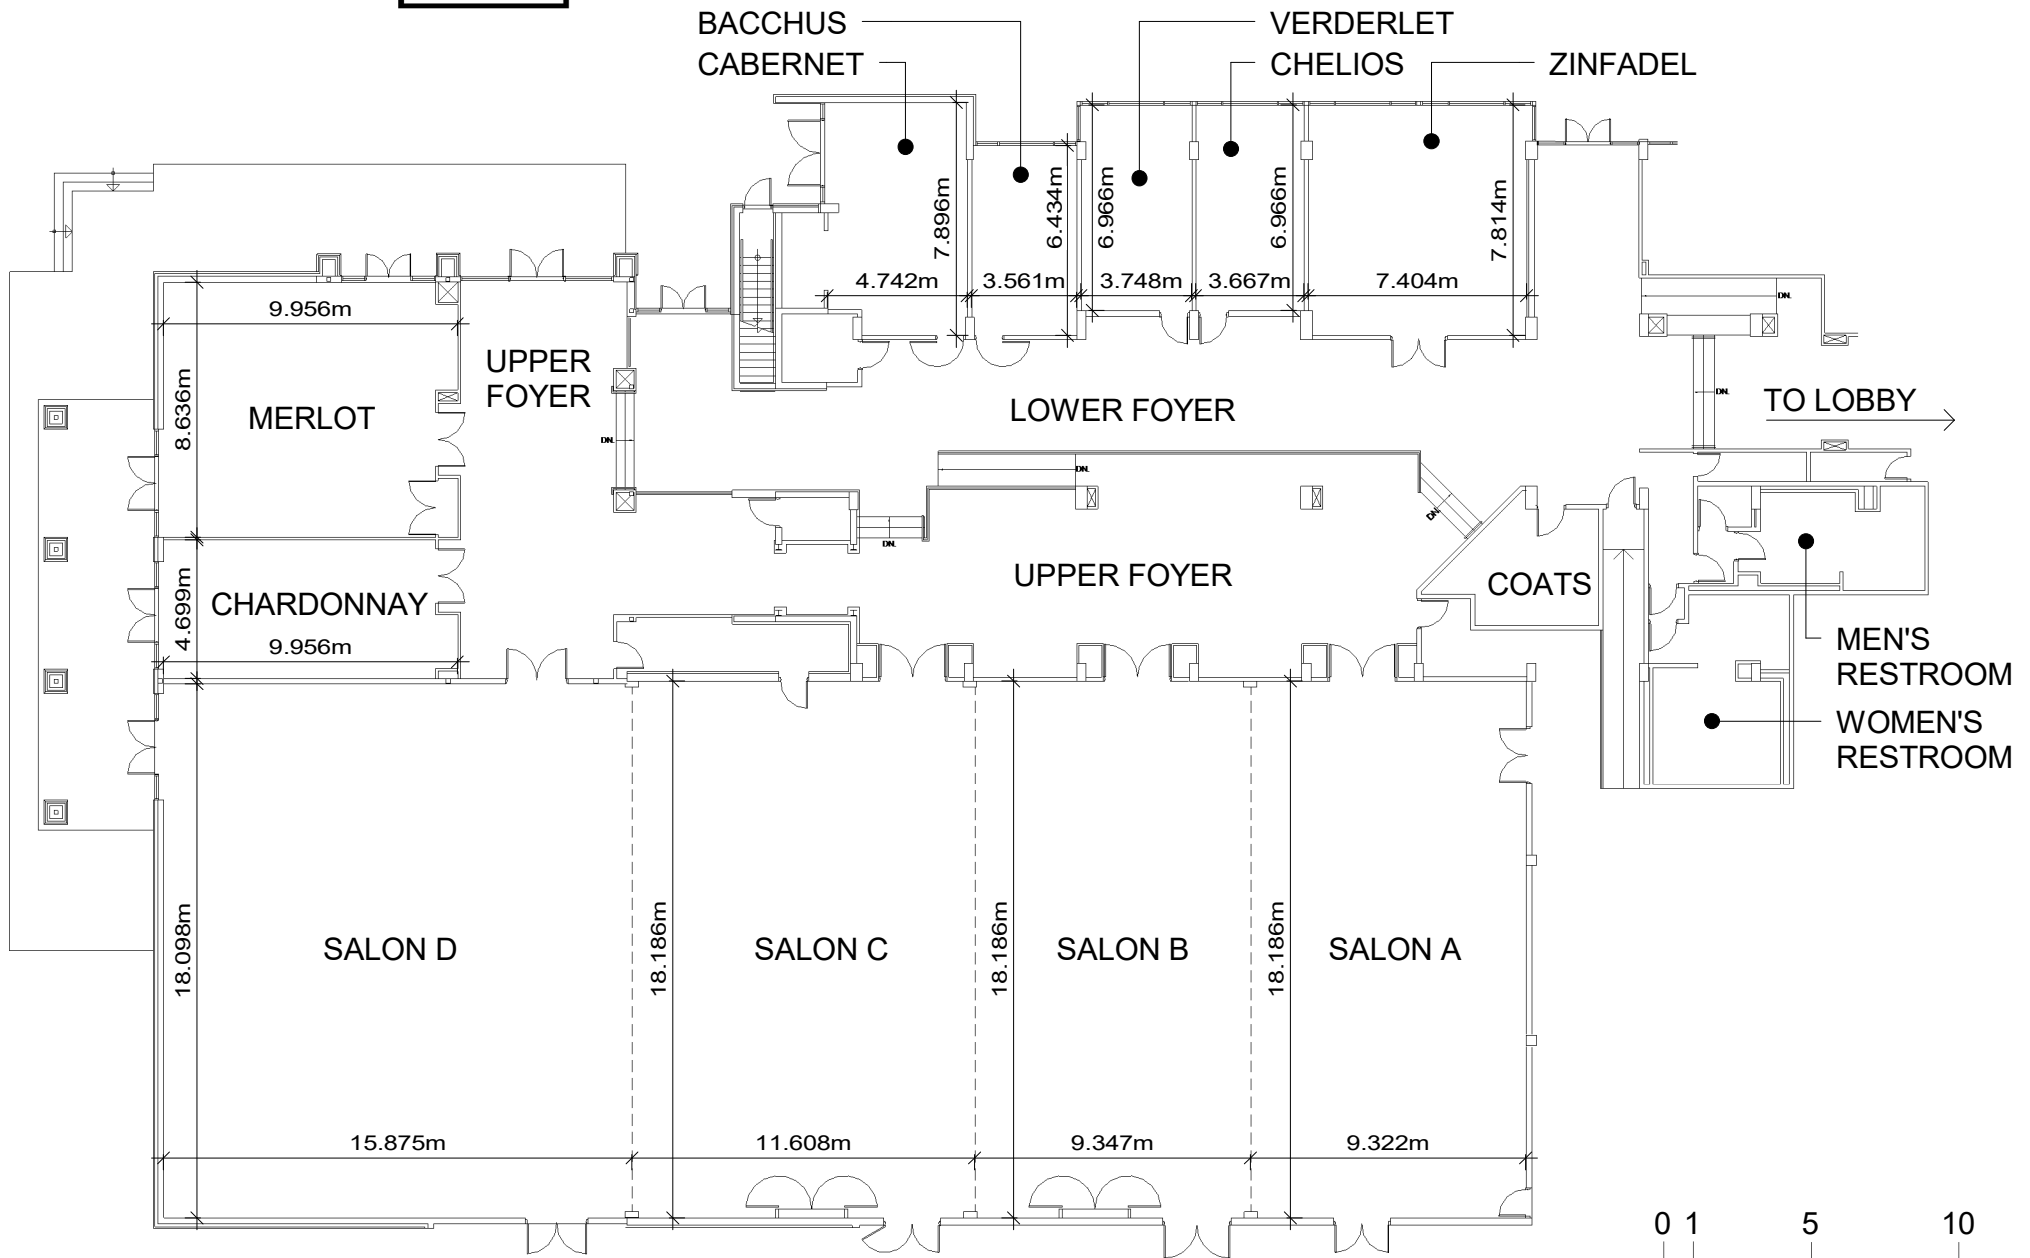 BACCHUS
VERDERLET
CABERNET
CHELIOS
ZINFADEL
7.896m
6.434m
6.966m
6.966m
7.814m
4.742m
3.561m
3.748m
3.667m
7.404m
DN.
9.956m
UPPER
FOYER
8.636m
MERLOT
DN.
LOWER FOYER
DN.
TO LOBBY
DN.
DN.
DN.
UPPER FOYER
COATS
4.699m
CHARDONNAY
9.956m
MEN'S
RESTROOM
WOMEN'S
RESTROOM
18.098m
SALON D
18.186m
SALON C
18.186m
SALON B
18.186m
SALON A
15.875m
11.608m
9.347m
9.322m
0 1 5 10